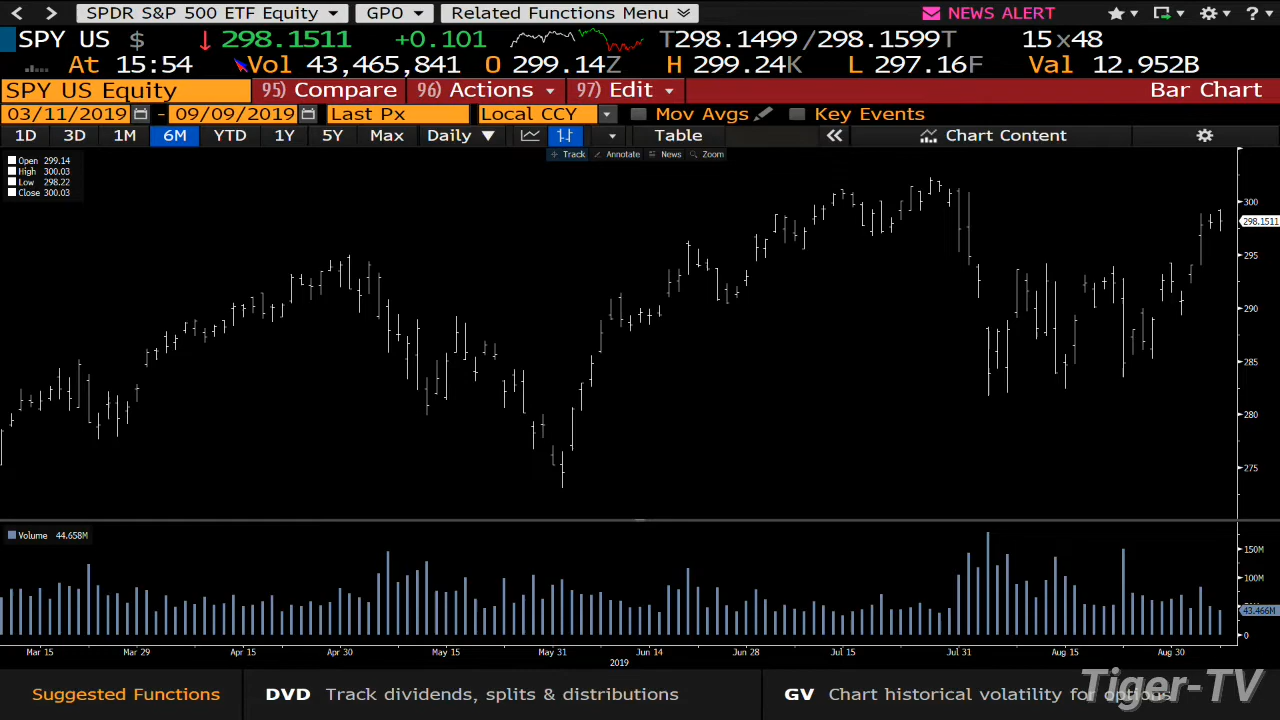 SPDR S&P 500 ETF Equity GPO Related Functions Menu NEWS ALERT ?
SPY US $ 298.1511 +0.101 T298.1499/298.1599T 15x48
At 15:54 Vol 43,465,841 O 299.14Z H 299.24K L 297.16F Val 12.952B
SPY US Equity 95) Compare 96) Actions 97) Edit Bar Chart
03/11/2019 - 09/09/2019 Last Px Local CCY Mov Avgs Key Events
1D 3D 1M 6M YTD 1Y 5Y Max Daily ▼ Table « Chart Content
Track Annotate News Zoom
Open 299.14
High 300.03
Low 298.22
Close 300.03
300
298.1511
295
290
285
280
275
Volume 44.658M
150M
100M
43.466M
0
Mar 15 Mar 29 Apr 15 Apr 30 May 15 May 31 Jun 14 Jun 28 Jul 15 Jul 31 Aug 15 Aug 30
2019
Suggested Functions DVD Track dividends, splits & distributions GV Chart historical volatility for options
Tiger-TV